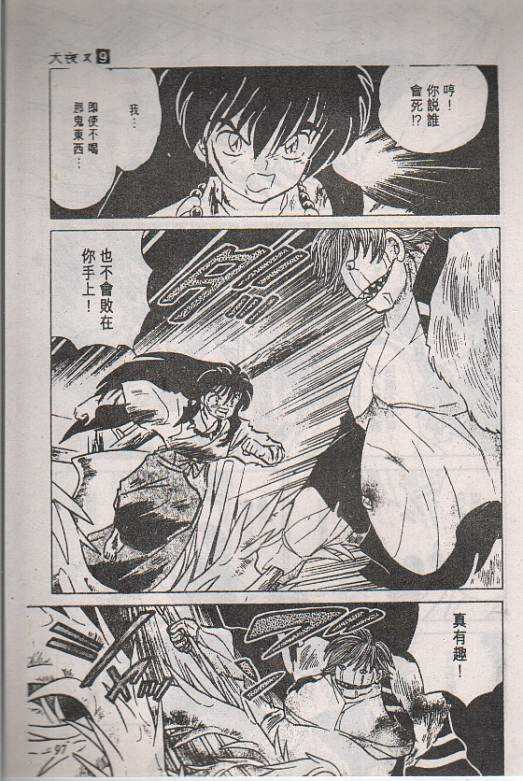 犬夜叉 9
哼！
你說誰
會死!?
我…
即使不喝
那鬼東西…
也不會敗在
你手上！
真有趣！
97